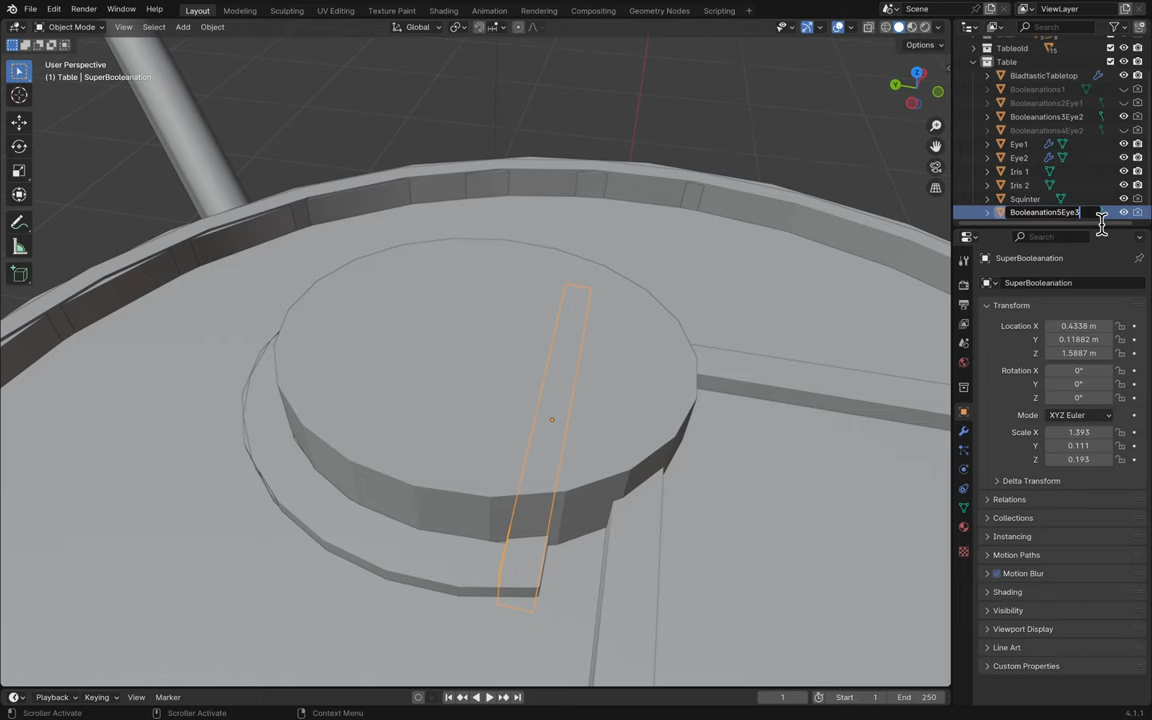 File Edit Render Window Help Layout Modeling Sculpting UV Editing Texture Paint Shading Animation Rendering Compositing Geometry Nodes Scripting Scene ViewLayer
Object Mode View Select Add Object Global Search
Options
User Perspective
(1) Table | SuperBooleanation
Z
Y
Tableold
15
Table
BladtasticTabletop
Booleanations1
Booleanations2Eye1
Booleanations3Eye2
Booleanations4Eye2
Eye1
Eye2
Iris 1
Iris 2
Squinter
Booleanation5Eye3
Search
SuperBooleanation
SuperBooleanation
Transform
Location X 0.4338 m
Y 0.11882 m
Z 1.5887 m
Rotation X 0°
Y 0°
Z 0°
Mode XYZ Euler
Scale X 1.393
Y 0.111
Z 0.193
Delta Transform
Relations
Collections
Instancing
Motion Paths
Motion Blur
Shading
Visibility
Viewport Display
Line Art
Custom Properties
Playback Keying View Marker 1 Start 1 End 250
Scroller Activate Scroller Activate Context Menu 4.1.1